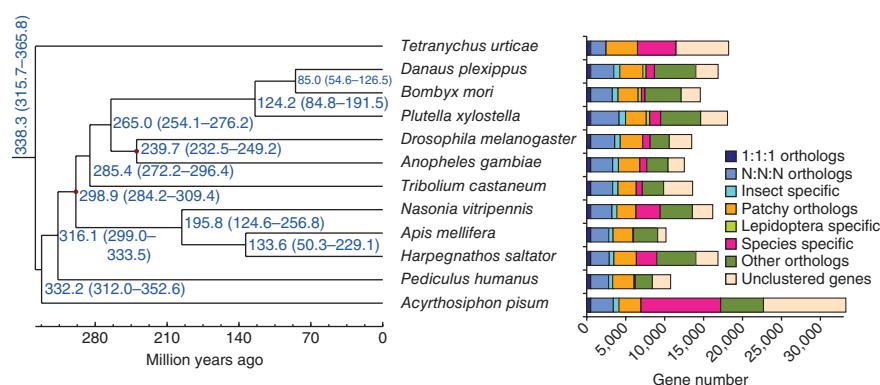 338.3 (315.7–365.8)
Tetranychus urticae
Danaus plexippus
85.0 (54.6–126.5)
Bombyx mori
124.2 (84.8–191.5)
Plutella xylostella
265.0 (254.1–276.2)
Drosophila melanogaster
239.7 (232.5–249.2)
Anopheles gambiae
285.4 (272.2–296.4)
Tribolium castaneum
298.9 (284.2–309.4)
Nasonia vitripennis
195.8 (124.6–256.8)
Apis mellifera
316.1 (299.0–
333.5)
133.6 (50.3–229.1)
Harpegnathos saltator
Pediculus humanus
332.2 (312.0–352.6)
Acyrthosiphon pisum
280 210 140 70 0
Million years ago
1:1:1 orthologs
N:N:N orthologs
Insect specific
Patchy orthologs
Lepidoptera specific
Species specific
Other orthologs
Unclustered genes
0 5,000 10,000 15,000 20,000 25,000 30,000
Gene number